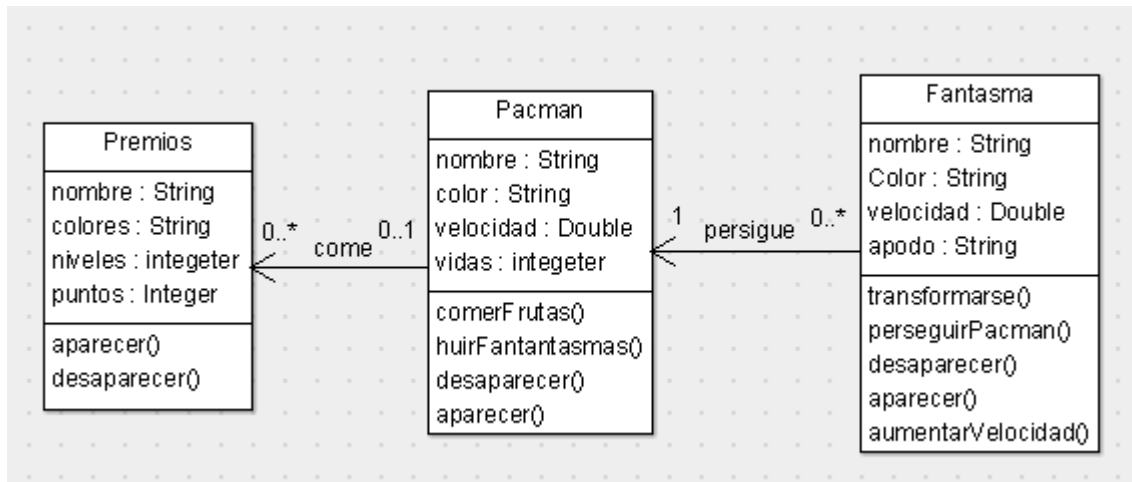 Premios
nombre : String
colores : String
niveles : integeter
puntos : Integer
aparecer()
desaparecer()
0..*
come
0..1
Pacman
nombre : String
color : String
velocidad : Double
vidas : integeter
comerFrutas()
huirFantantasmas()
desaparecer()
aparecer()
1
persigue
0..*
Fantasma
nombre : String
Color : String
velocidad : Double
apodo : String
transformarse()
perseguirPacman()
desaparecer()
aparecer()
aumentarVelocidad()